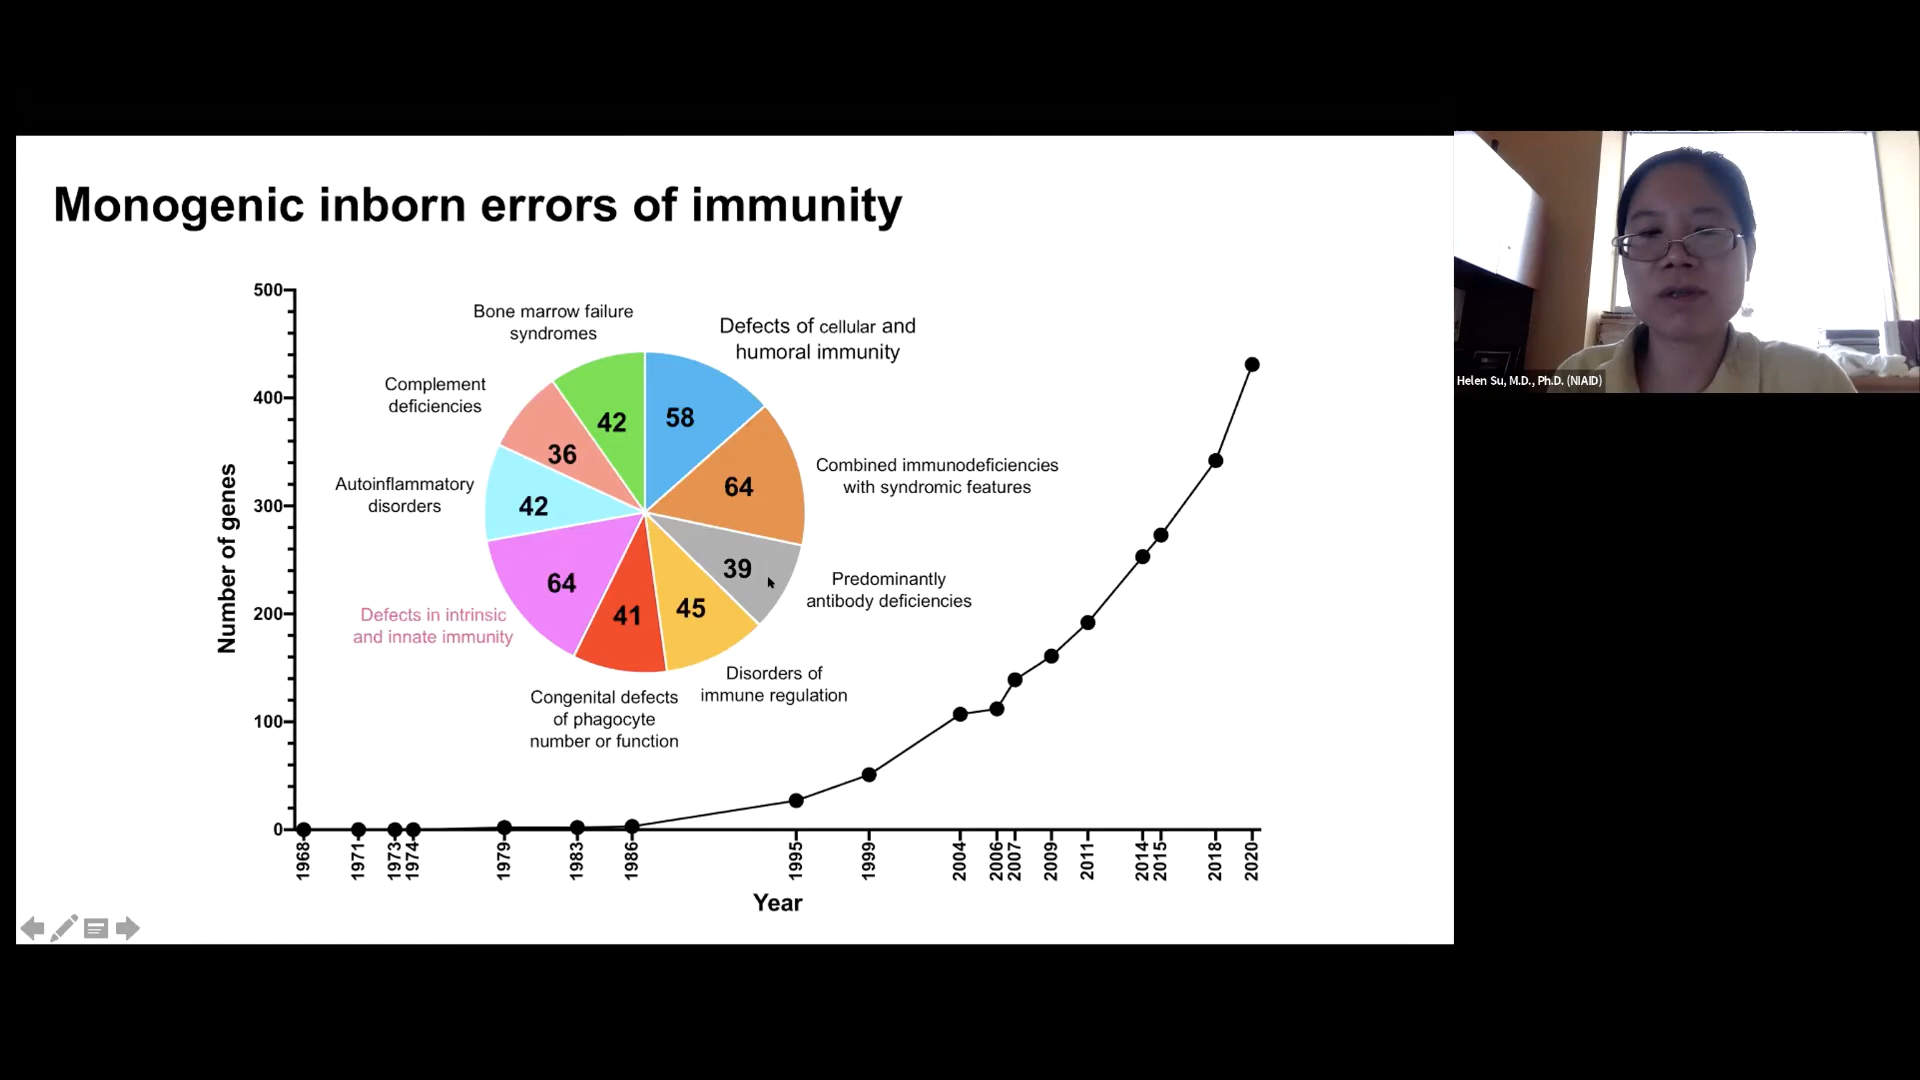 Monogenic inborn errors of immunity
500
400
300
200
100
0
Number of genes
Bone marrow failure
syndromes
Defects of cellular and
humoral immunity
Complement
deficiencies
Combined immunodeficiencies
with syndromic features
Autoinflammatory
disorders
Predominantly
antibody deficiencies
Defects in intrinsic
and innate immunity
Disorders of
immune regulation
Congenital defects
of phagocyte
number or function
42
58
36
64
42
39
64
45
41
1968
1971
1973
1974
1979
1983
1986
1995
1999
2004
2006
2007
2009
2011
2014
2015
2018
2020
Year
Helen Su, M.D., Ph.D. (NIAID)